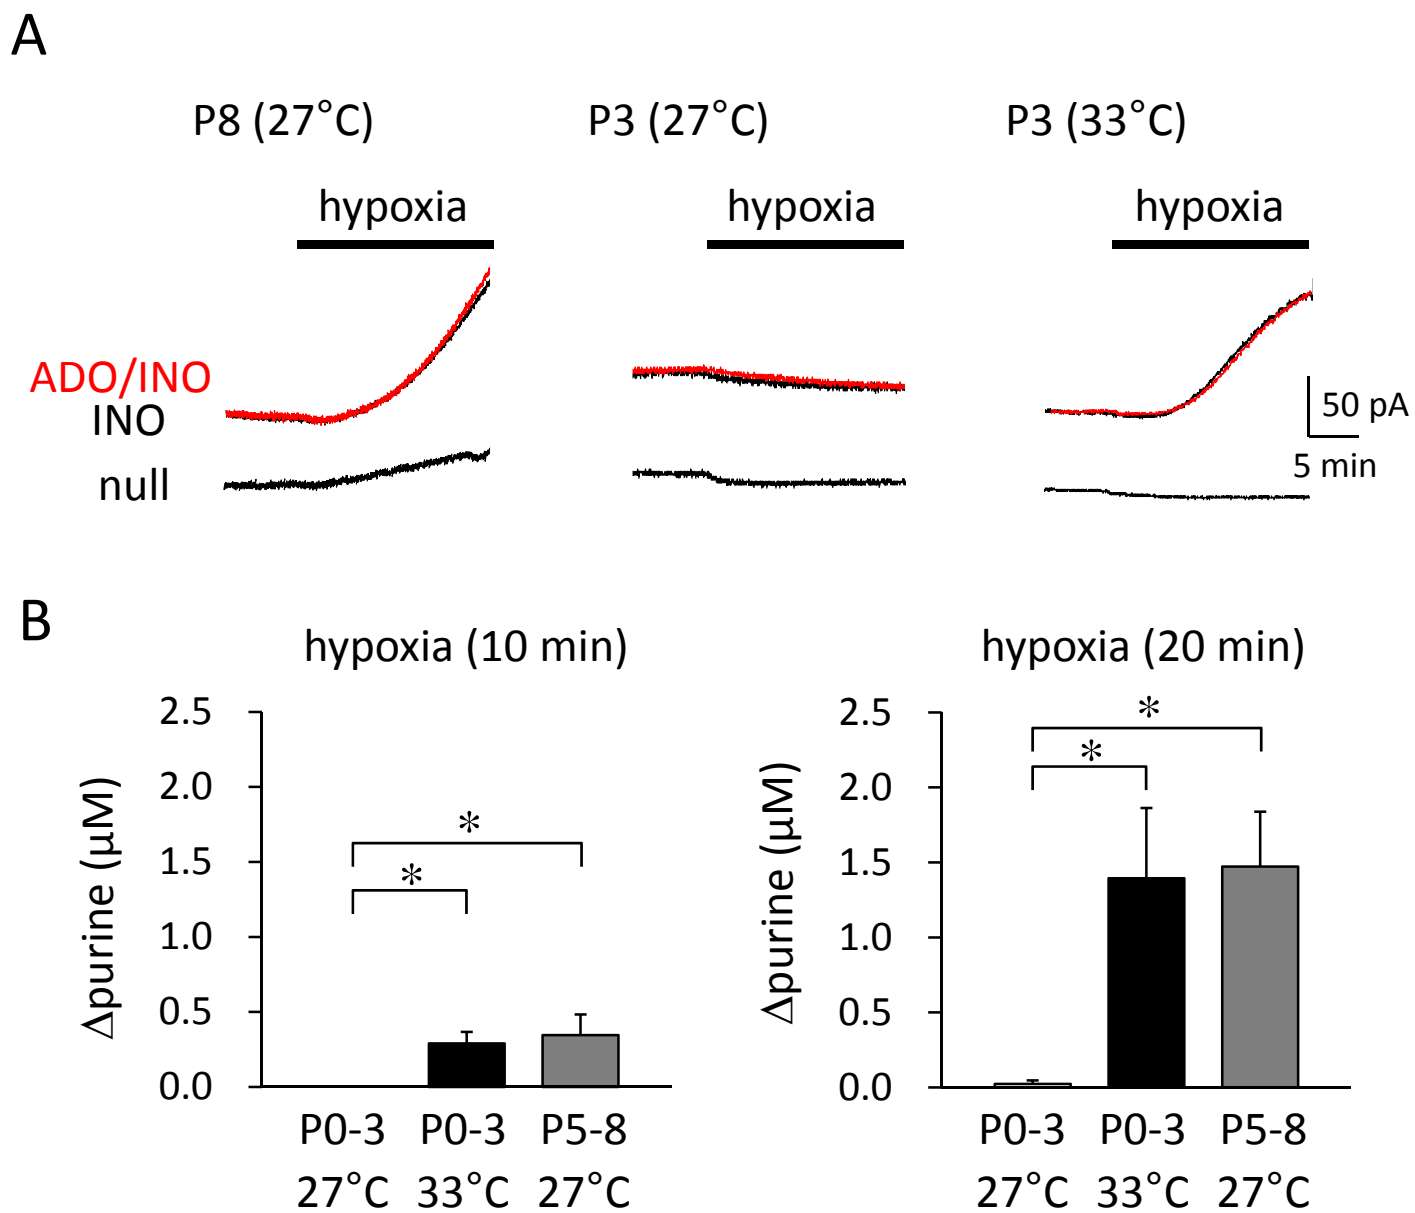 A
P8 (27°C) P3 (27°C) P3 (33°C)
hypoxia hypoxia hypoxia
ADO/INO
INO
null
50 pA
5 min
B
hypoxia (10 min) hypoxia (20 min)
Δpurine (µM)
2.5
2.0
1.5
1.0
0.5
0.0
* *
P0-3 P0-3 P5-8
27°C 33°C 27°C
Δpurine (µM)
2.5
2.0
1.5
1.0
0.5
0.0
* *
P0-3 P0-3 P5-8
27°C 33°C 27°C